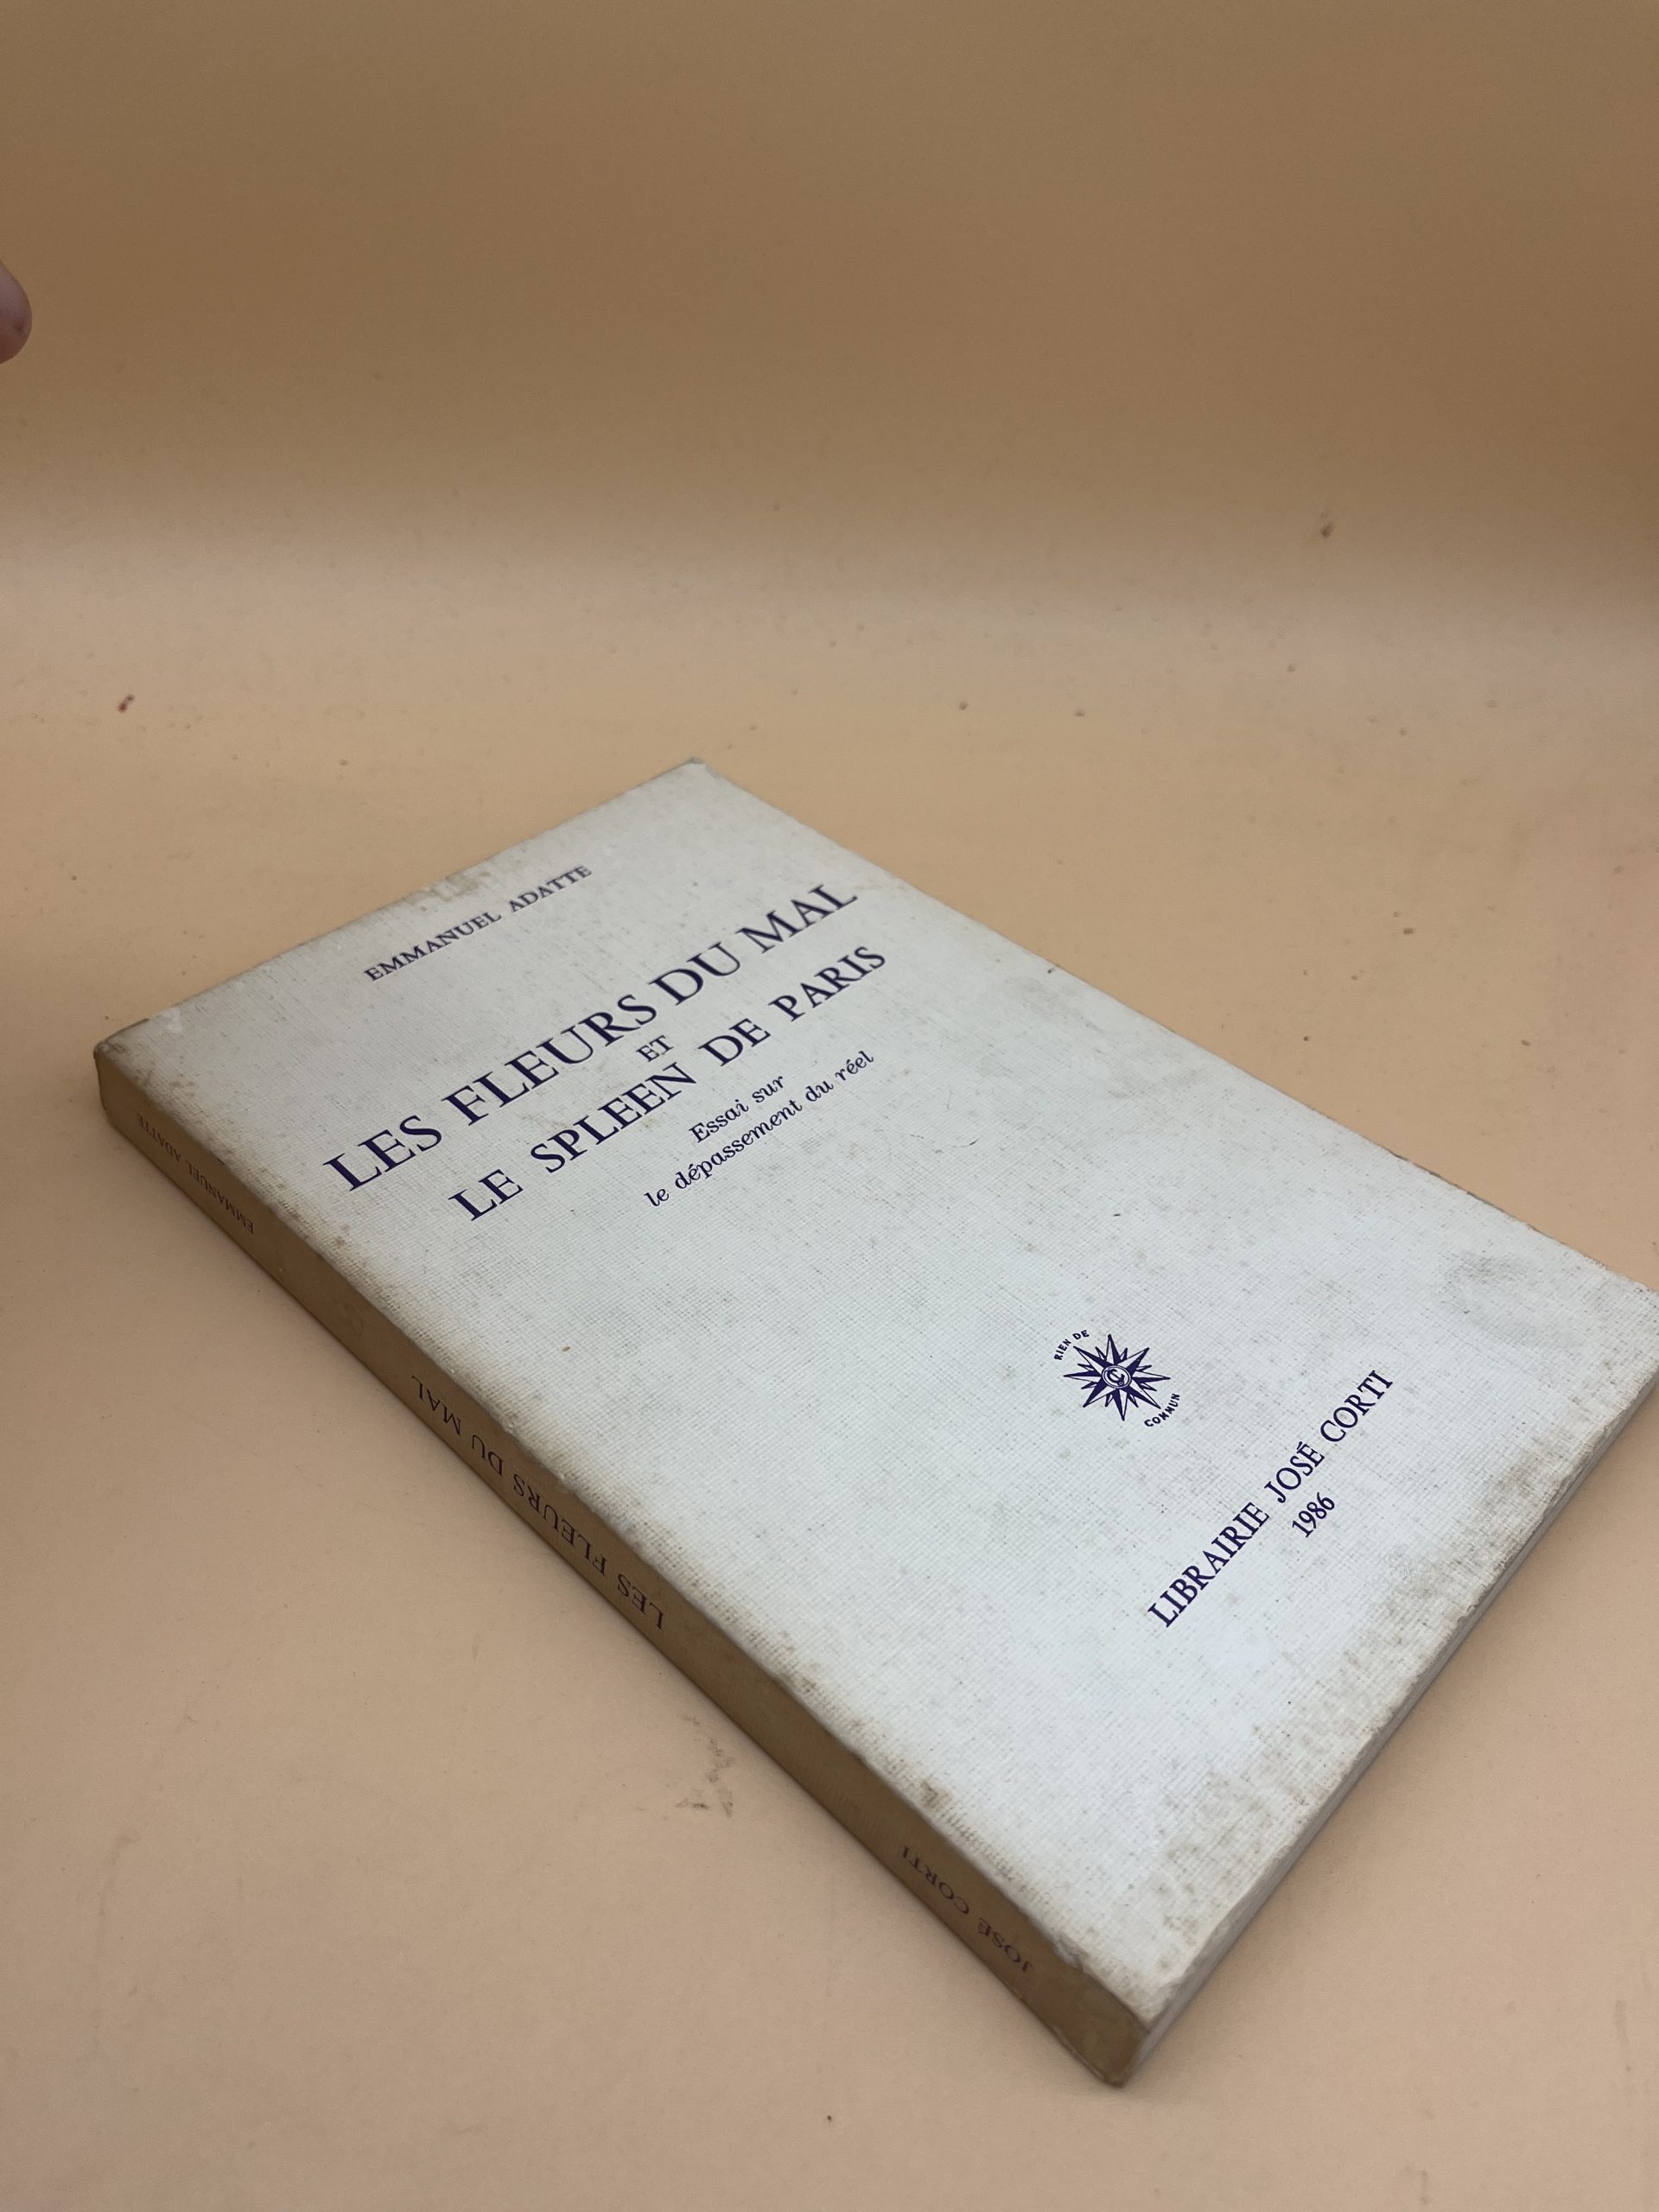 EMMANUEL ADATTE
LES FLEURS DU MAL
ET
LE SPLEEN DE PARIS
Essai sur
le dépassement du réel
RIEN DE
COMMUN
LIBRAIRIE JOSÉ CORTI
1986
EMMANUEL ADATTE
LES FLEURS DU MAL
JOSÉ CORTI